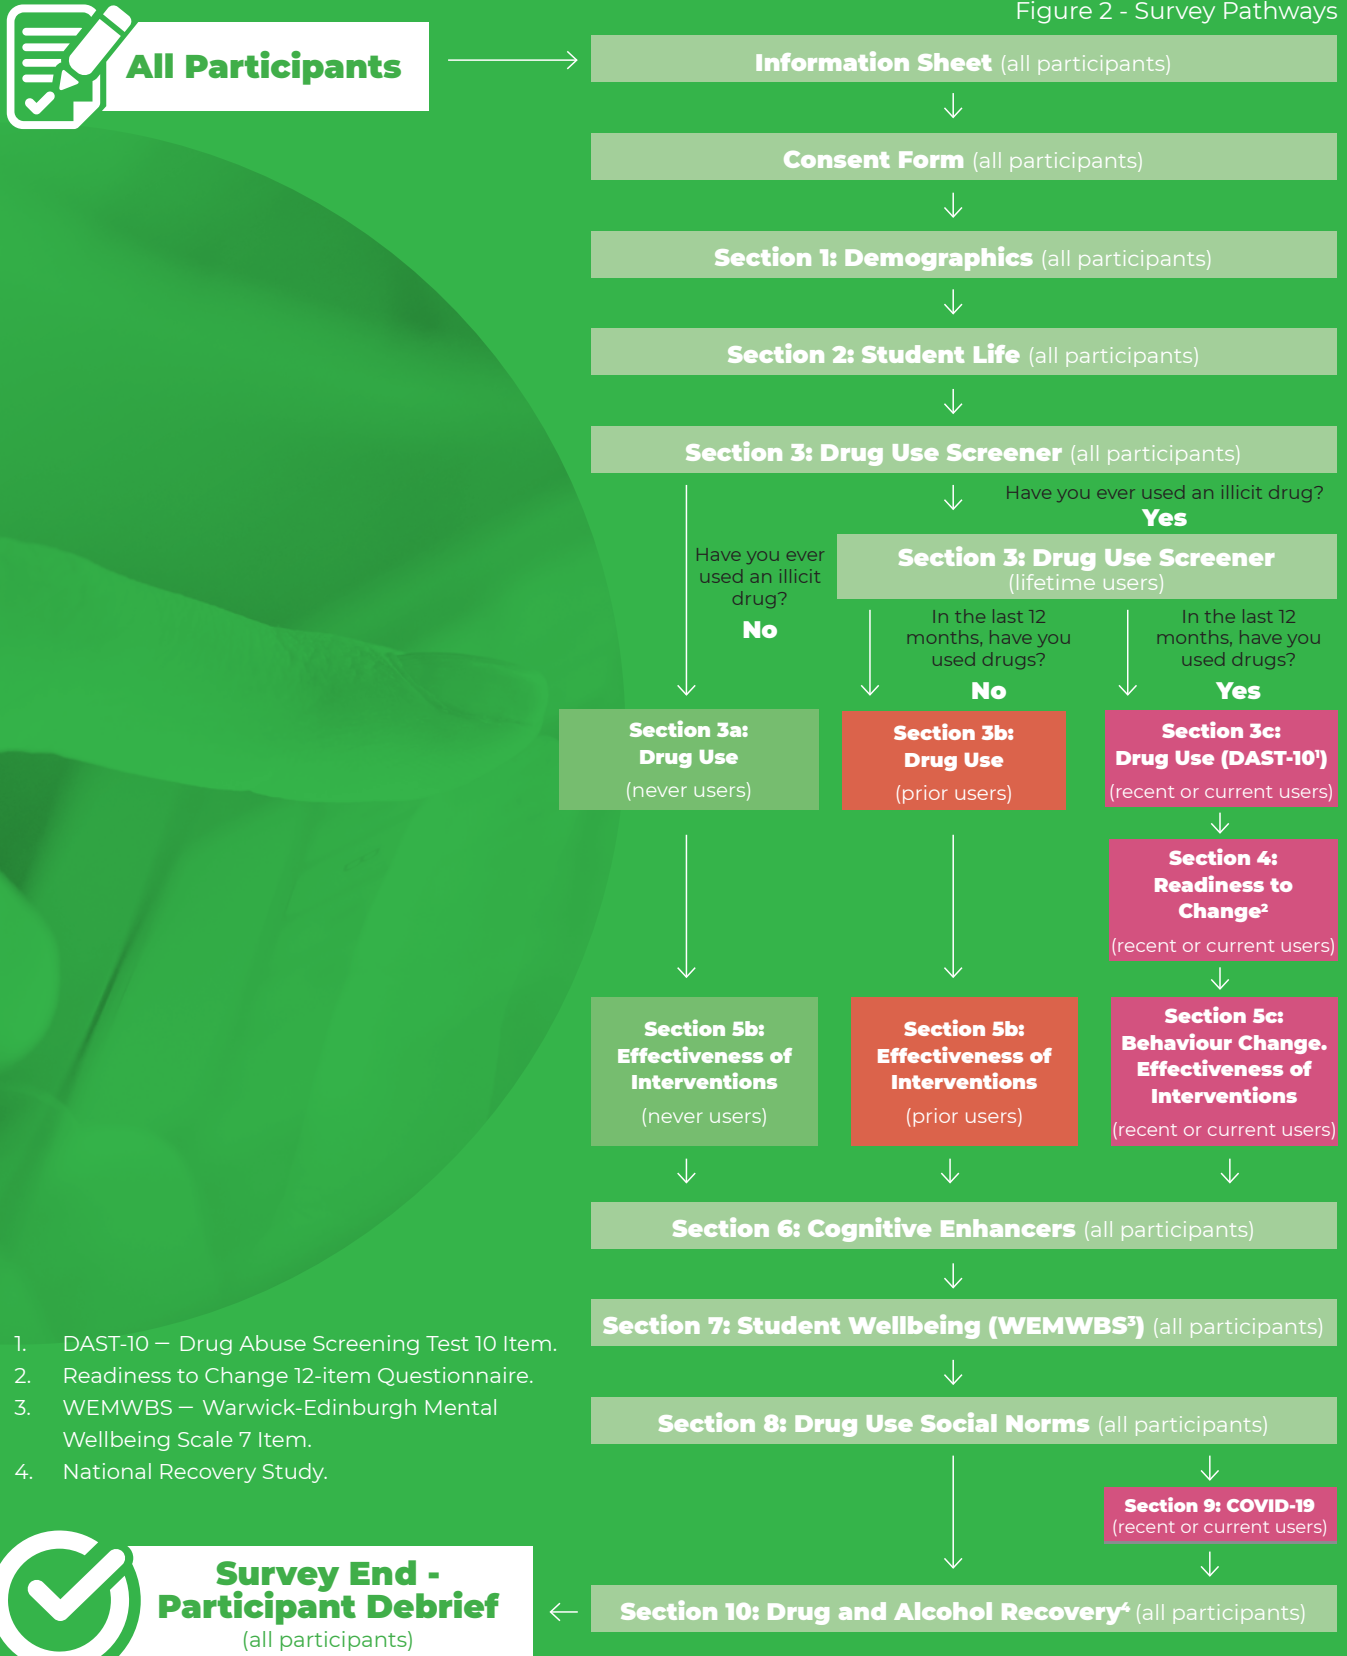 Figure 2 - Survey Pathways
All Participants
Information Sheet (all participants)
Consent Form (all participants)
Section 1: Demographics (all participants)
Section 2: Student Life (all participants)
Section 3: Drug Use Screener (all participants)
Have you ever used an illicit drug?
Yes
Have you ever
used an illicit
drug?
No
Section 3: Drug Use Screener
(lifetime users)
In the last 12
months, have you
used drugs?
No
In the last 12
months, have you
used drugs?
Yes
Section 3a:
Drug Use
(never users)
Section 3b:
Drug Use
(prior users)
Section 3c:
Drug Use (DAST-10¹)
(recent or current users)
Section 4:
Readiness to
Change²
(recent or current users)
Section 5b:
Effectiveness of
Interventions
(never users)
Section 5b:
Effectiveness of
Interventions
(prior users)
Section 5c:
Behaviour Change.
Effectiveness of
Interventions
(recent or current users)
Section 6: Cognitive Enhancers (all participants)
Section 7: Student Wellbeing (WEMWBS³) (all participants)
Section 8: Drug Use Social Norms (all participants)
Section 9: COVID-19
(recent or current users)
Section 10: Drug and Alcohol Recovery⁴ (all participants)
1. DAST-10 — Drug Abuse Screening Test 10 Item.
2. Readiness to Change 12-item Questionnaire.
3. WEMWBS — Warwick-Edinburgh Mental
Wellbeing Scale 7 Item.
4. National Recovery Study.
Survey End -
Participant Debrief
(all participants)